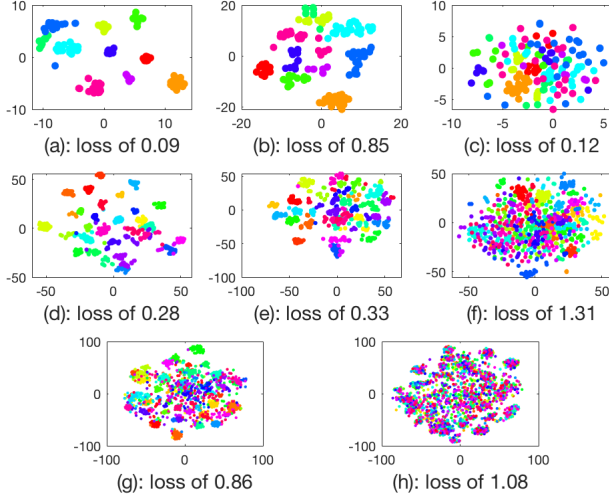 10
0
-10
-10 0 10
(a): loss of 0.09
20
0
-20
-20 0 20
(b): loss of 0.85
5
0
-5
-10 -5 0 5
(c): loss of 0.12
50
0
-50
-50 0 50
(d): loss of 0.28
50
0
-50
-100
-100 -50 0 50
(e): loss of 0.33
50
0
-50
-50 0 50
(f): loss of 1.31
100
0
-100
-100 0 100
(g): loss of 0.86
100
0
-100
-100 0 100
(h): loss of 1.08